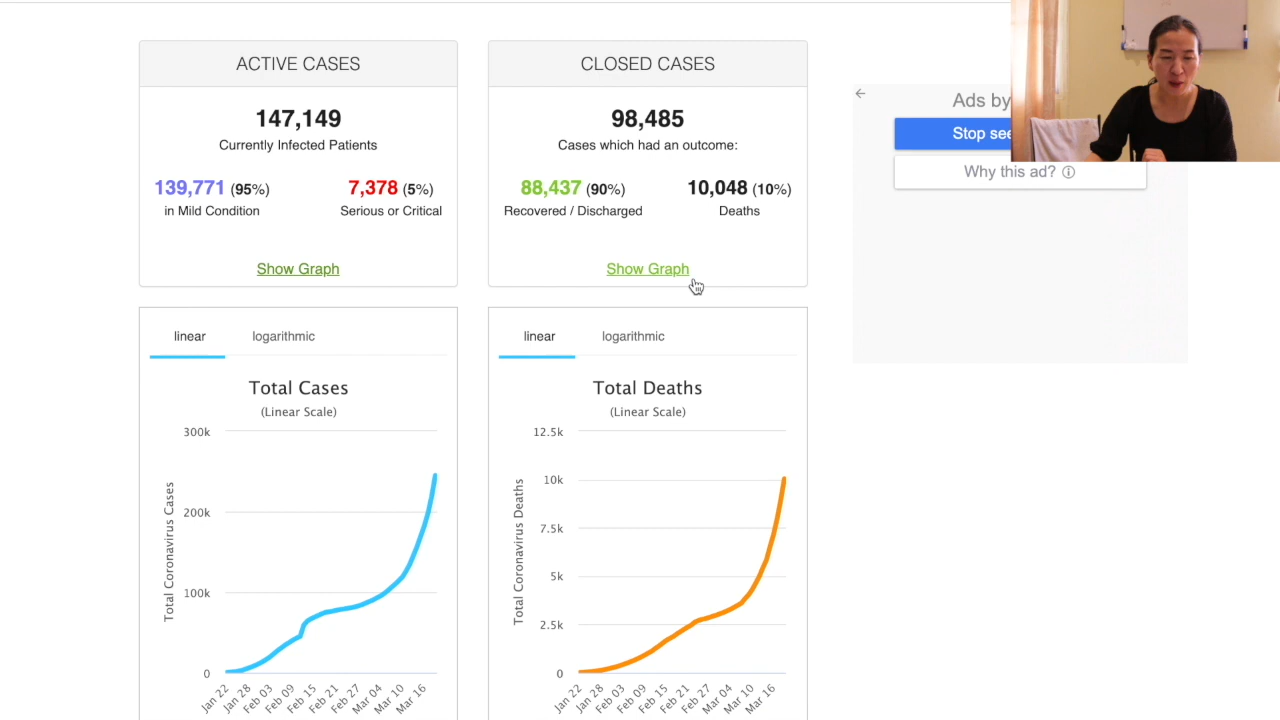 ACTIVE CASES
147,149
Currently Infected Patients
139,771 (95%)
in Mild Condition
7,378 (5%)
Serious or Critical
Show Graph
CLOSED CASES
98,485
Cases which had an outcome:
88,437 (90%)
Recovered / Discharged
10,048 (10%)
Deaths
Show Graph
Ads by
Stop see
Why this ad?
linear
logarithmic
Total Cases
(Linear Scale)
Total Coronavirus Cases
300k
200k
100k
0
Jan 22
Jan 28
Feb 03
Feb 09
Feb 15
Feb 21
Feb 27
Mar 04
Mar 10
Mar 16
linear
logarithmic
Total Deaths
(Linear Scale)
Total Coronavirus Deaths
12.5k
10k
7.5k
5k
2.5k
0
Jan 22
Jan 28
Feb 03
Feb 09
Feb 15
Feb 21
Feb 27
Mar 04
Mar 10
Mar 16